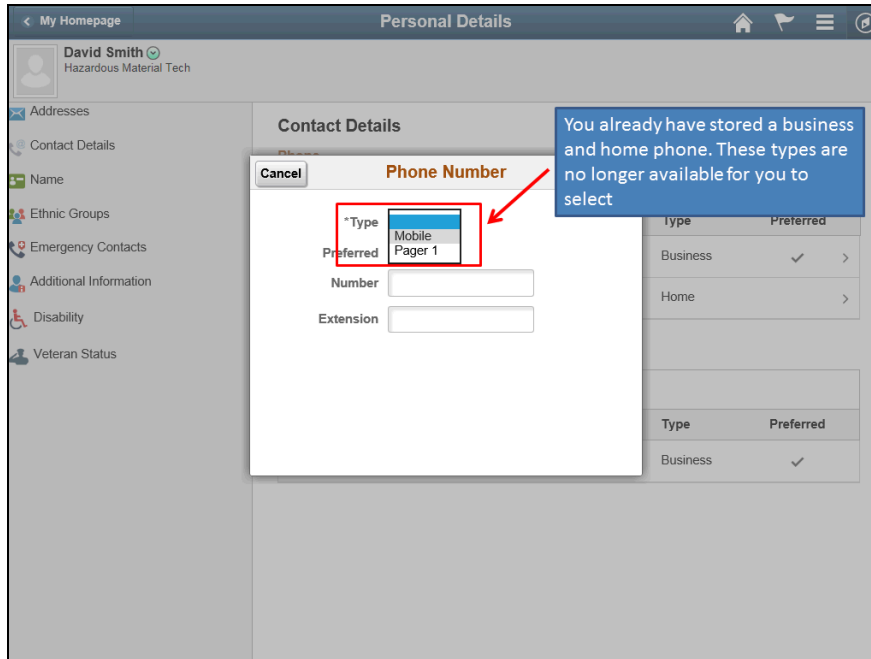 My Homepage
Personal Details
David Smith
Hazardous Material Tech
Addresses
Contact Details
Name
Ethnic Groups
Emergency Contacts
Additional Information
Disability
Veteran Status
Contact Details
Phone
You already have stored a business
and home phone. These types are
no longer available for you to
select
Cancel
Phone Number
*Type
Mobile
Pager 1
Preferred
Number
Extension
Type
Preferred
Business
Home
Type
Preferred
Business